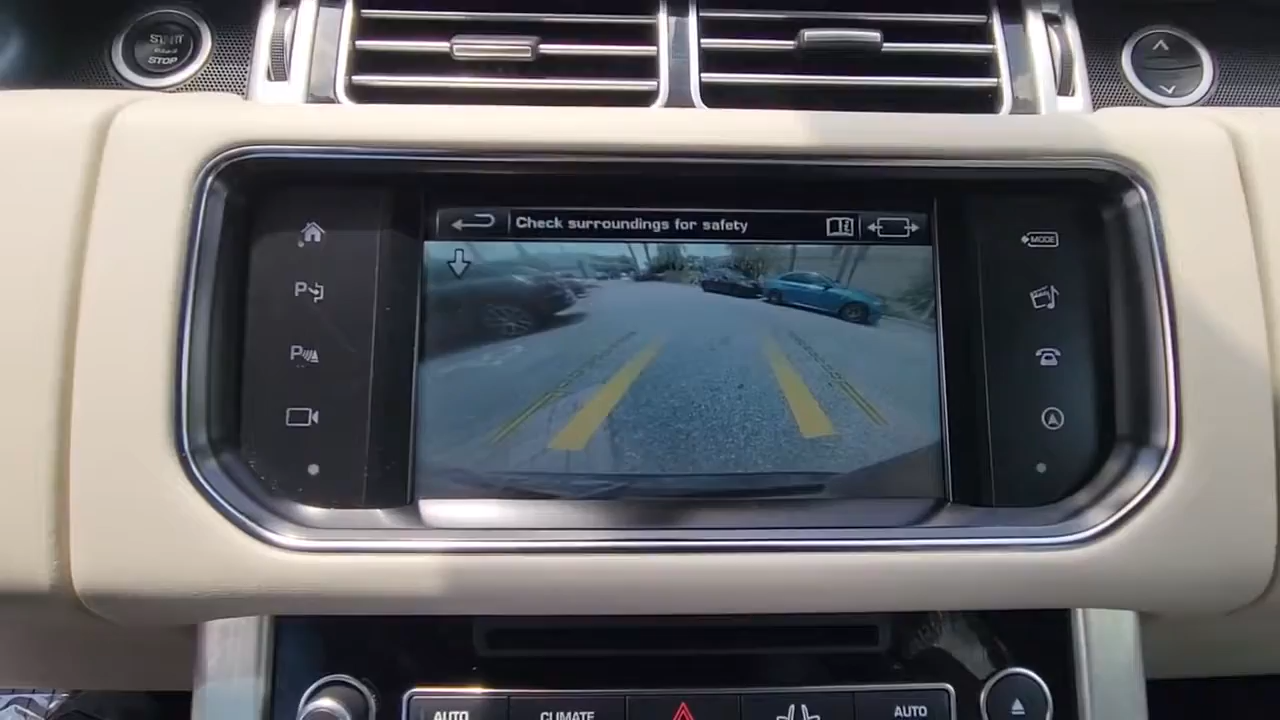 START
STOP
Check surroundings for safety
MODE
P
P
AUTO
CLIMATE
AUTO